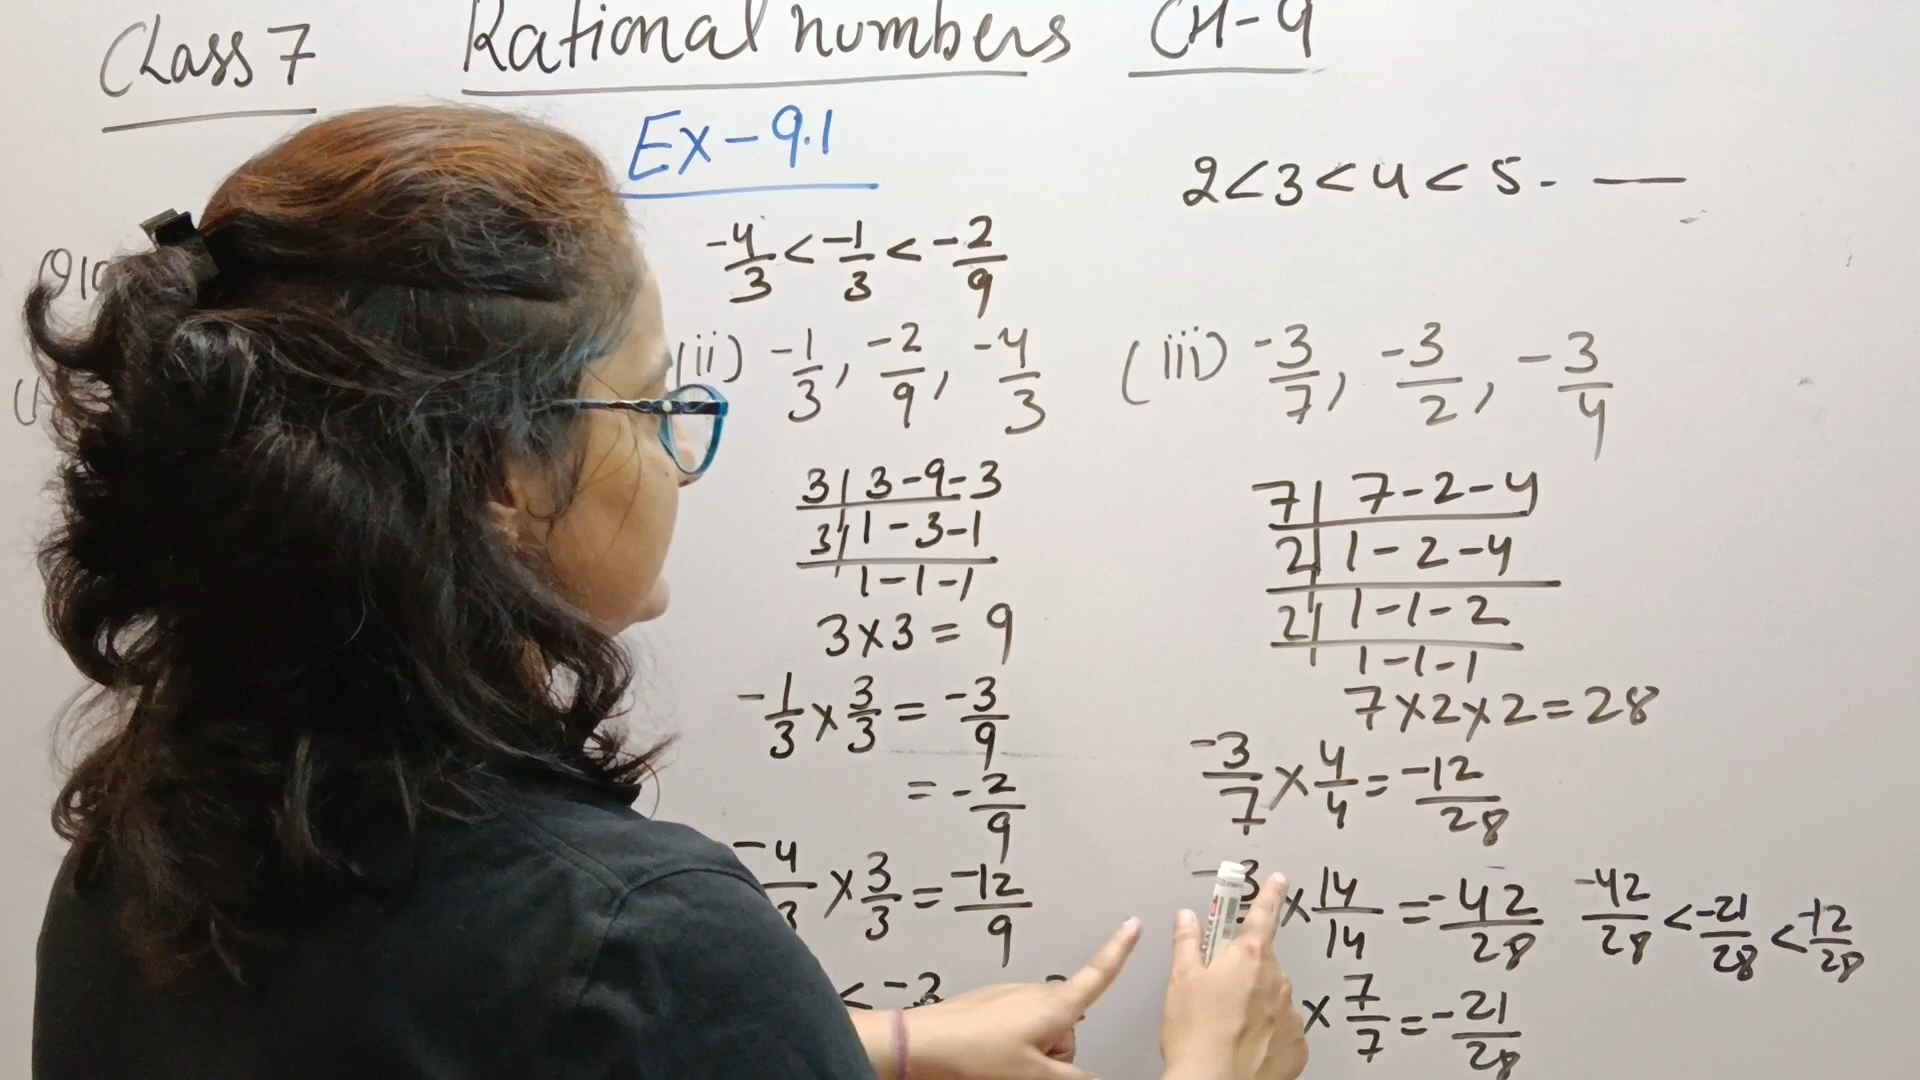 Class 7 Rational numbers CH-9
Ex-9.1
2<3<4<5- —
-4/3 < -1/3 < -2/9
(ii) -1/3, -2/9, -4/3
3 | 3-9-3
3 | 1-3-1
1-1-1
3×3=9
-1/3 × 3/3 = -3/9
= -2/9
-4/3 × 3/3 = -12/9
< -3
(iii) -3/7, -3/2, -3/4
7 | 7-2-4
2 | 1-2-4
2 | 1-1-2
1-1-1
7×2×2=28
-3/7 × 4/4 = -12/28
-3 × 14/14 = -42/28
-42/28 < -21/28 < -12/28
× 7/7 = -21/28